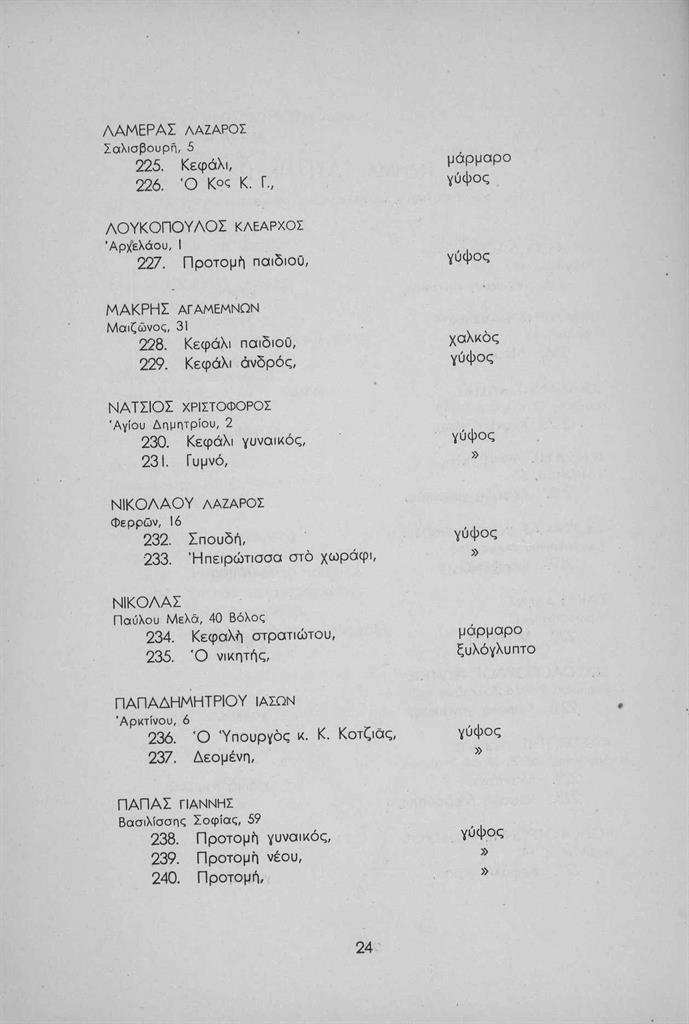 ΛΑΜΕΡΑΣ ΛΑΖΑΡΟΣ
Σαλισβουρῆ, 5
225. Κεφάλι, μάρμαρο
226. Ὁ Κος Κ. Γ., γύψος
ΛΟΥΚΟΠΟΥΛΟΣ ΚΛΕΑΡΧΟΣ
Ἀρχελάου, 1
227. Προτομὴ παιδιοῦ, γύψος
ΜΑΚΡΗΣ ΑΓΑΜΕΜΝΩΝ
Μαιζῶνος, 31
228. Κεφάλι παιδιοῦ, χαλκὸς
229. Κεφάλι ἀνδρός, γύψος
ΝΑΤΣΙΟΣ ΧΡΙΣΤΟΦΟΡΟΣ
Ἁγίου Δημητρίου, 2
230. Κεφάλι γυναικός, γύψος
231. Γυμνό, »
ΝΙΚΟΛΑΟΥ ΛΑΖΑΡΟΣ
Φερρῶν, 16
232. Σπουδή, γύψος
233. Ἠπειρώτισσα στὸ χωράφι, »
ΝΙΚΟΛΑΣ
Παύλου Μελᾶ, 40 Βόλος
234. Κεφαλὴ στρατιώτου, μάρμαρο
235. Ὁ νικητής, ξυλόγλυπτο
ΠΑΠΑΔΗΜΗΤΡΙΟΥ ΙΑΣΩΝ
Ἀρκτίνου, 6
236. Ὁ Ὑπουργὸς κ. Κ. Κοτζιᾶς, γύψος
237. Δεομένη, »
ΠΑΠΑΣ ΓΙΑΝΝΗΣ
Βασιλίσσης Σοφίας, 59
238. Προτομὴ γυναικός, γύψος
239. Προτομὴ νέου, »
240. Προτομή, »
24